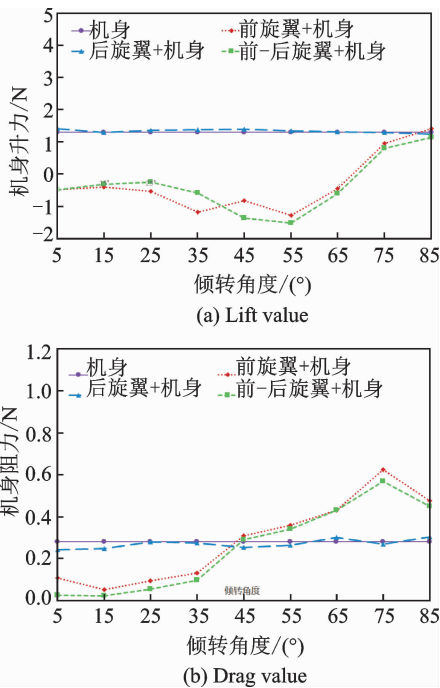 5
4
3
2
1
0
−1
−2
机身升力/N
机身 前旋翼+机身
后旋翼+机身 前-后旋翼+机身
5 15 25 35 45 55 65 75 85
倾转角度/(°)
(a) Lift value
1.2
1.0
0.8
0.6
0.4
0.2
0.0
机身阻力/N
机身 前旋翼+机身
后旋翼+机身 前-后旋翼+机身
倾转角度
5 15 25 35 45 55 65 75 85
倾转角度/(°)
(b) Drag value